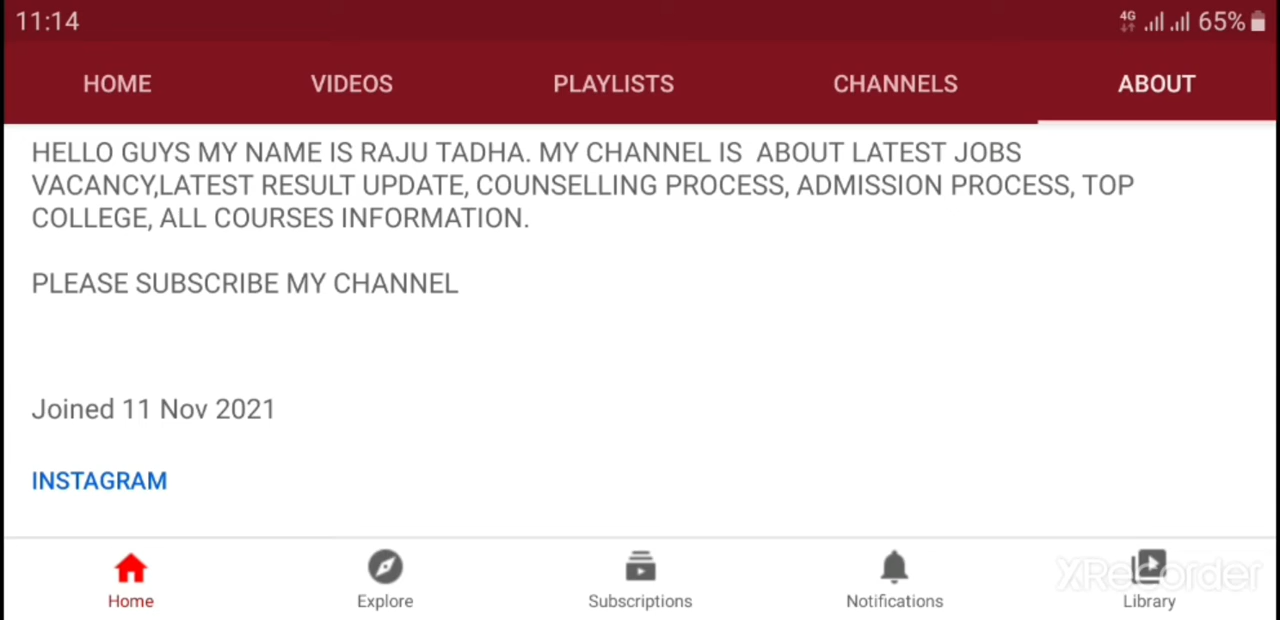 11:14
4G 65%
HOME VIDEOS PLAYLISTS CHANNELS ABOUT
HELLO GUYS MY NAME IS RAJU TADHA. MY CHANNEL IS ABOUT LATEST JOBS
VACANCY,LATEST RESULT UPDATE, COUNSELLING PROCESS, ADMISSION PROCESS, TOP
COLLEGE, ALL COURSES INFORMATION.
PLEASE SUBSCRIBE MY CHANNEL
Joined 11 Nov 2021
INSTAGRAM
XRecorder
Home Explore Subscriptions Notifications Library